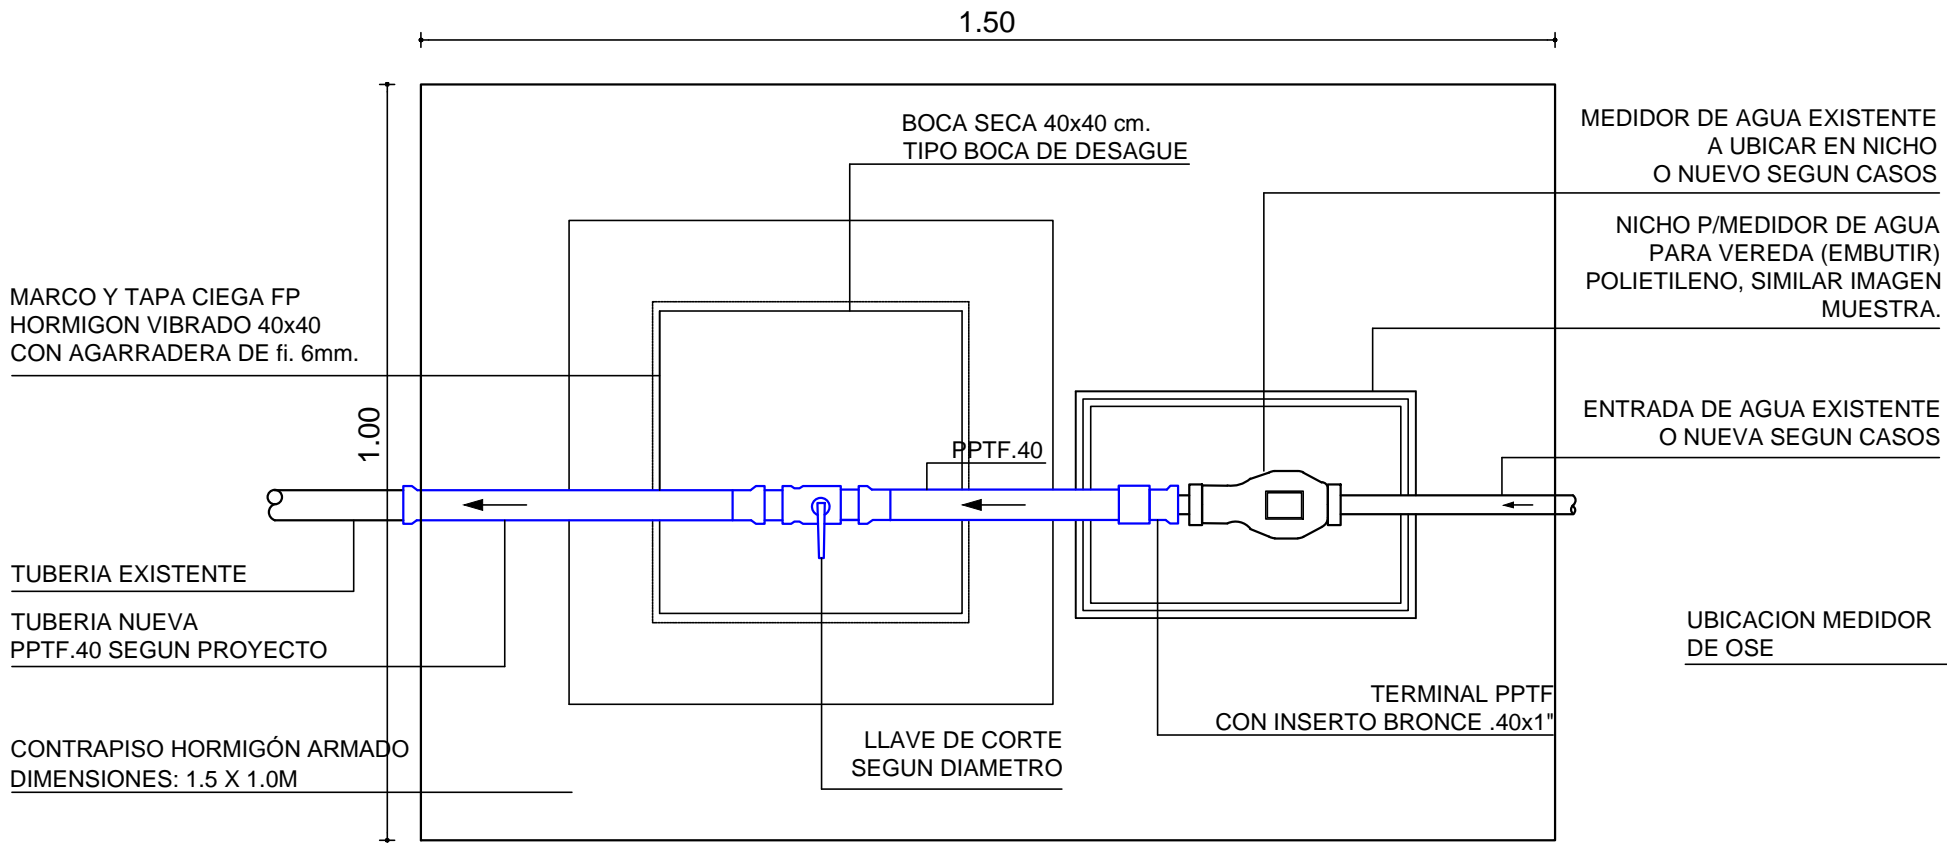 1.50
BOCA SECA 40x40 cm.
TIPO BOCA DE DESAGUE
MEDIDOR DE AGUA EXISTENTE
A UBICAR EN NICHO
O NUEVO SEGUN CASOS
NICHO P/MEDIDOR DE AGUA
PARA VEREDA (EMBUTIR)
POLIETILENO, SIMILAR IMAGEN
MUESTRA.
MARCO Y TAPA CIEGA FP
HORMIGON VIBRADO 40x40
CON AGARRADERA DE fi. 6mm.
1.00
PPTF.40
ENTRADA DE AGUA EXISTENTE
O NUEVA SEGUN CASOS
TUBERIA EXISTENTE
TUBERIA NUEVA
PPTF.40 SEGUN PROYECTO
UBICACION MEDIDOR
DE OSE
TERMINAL PPTF
CON INSERTO BRONCE .40x1"
LLAVE DE CORTE
SEGUN DIAMETRO
CONTRAPISO HORMIGÓN ARMADO
DIMENSIONES: 1.5 X 1.0M